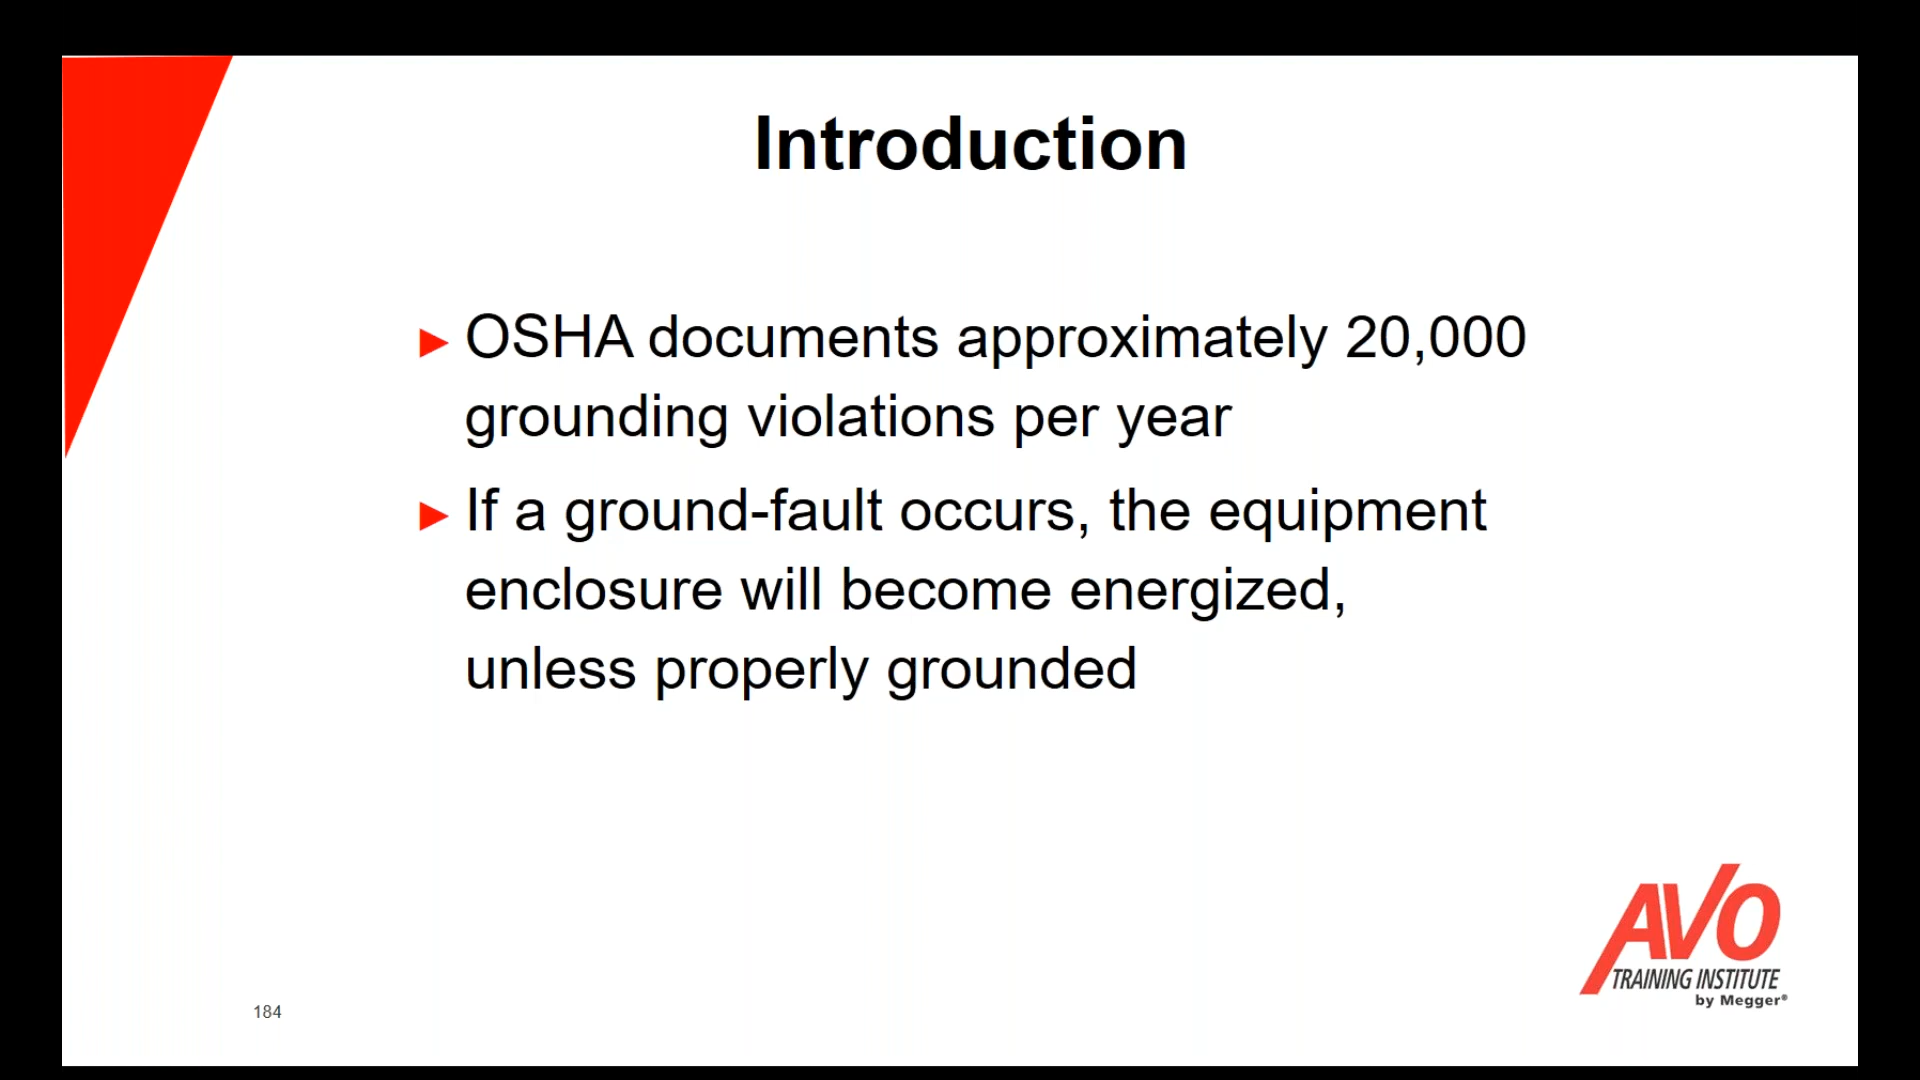 Introduction
► OSHA documents approximately 20,000
grounding violations per year
► If a ground-fault occurs, the equipment
enclosure will become energized,
unless properly grounded
AVO
TRAINING INSTITUTE
by Megger®
184